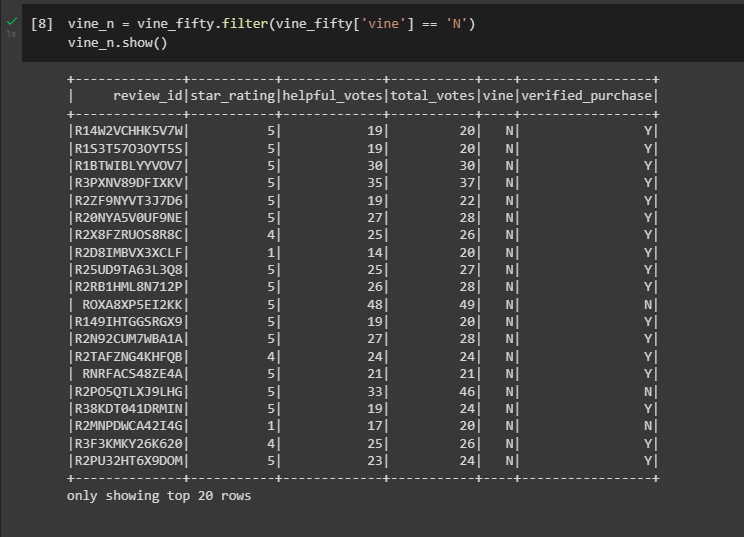 [8] vine_n = vine_fifty.filter(vine_fifty['vine'] == 'N')
vine_n.show()
1s
+--------------+-----------+-------------+-----------+----+-----------------+
|     review_id|star_rating|helpful_votes|total_votes|vine|verified_purchase|
+--------------+-----------+-------------+-----------+----+-----------------+
|R14W2VCHHK5V7W|          5|           19|         20|   N|                Y|
|R1S3T57O3OYT5S|          5|           19|         20|   N|                Y|
|R1BTWIBLYYVOV7|          5|           30|         30|   N|                Y|
|R3PXNV89DFIXKV|          5|           35|         37|   N|                Y|
|R2ZF9NYVT3J7D6|          5|           19|         22|   N|                Y|
|R20NYA5V0UF9NE|          5|           27|         28|   N|                Y|
|R2X8FZRUOS8R8C|          4|           25|         26|   N|                Y|
|R2D8IMBVX3XCLF|          1|           14|         20|   N|                Y|
|R25UD9TA63L3Q8|          5|           25|         27|   N|                Y|
|R2RB1HML8N712P|          5|           26|         28|   N|                Y|
| ROXA8XP5EI2KK|          5|           48|         49|   N|                N|
|R149IHTGGSRGX9|          5|           19|         20|   N|                Y|
|R2N92CUM7WBA1A|          5|           27|         28|   N|                Y|
|R2TAFZNG4KHFQB|          4|           24|         24|   N|                Y|
| RNRFACS48ZE4A|          5|           21|         21|   N|                Y|
|R2PO5QTLXJ9LHG|          5|           33|         46|   N|                N|
|R38KDT041DRMIN|          5|           19|         24|   N|                Y|
|R2MNPDWCA42I4G|          1|           17|         20|   N|                N|
|R3F3KMKY26K620|          4|           25|         26|   N|                Y|
|R2PU32HT6X9DOM|          5|           23|         24|   N|                Y|
+--------------+-----------+-------------+-----------+----+-----------------+
only showing top 20 rows